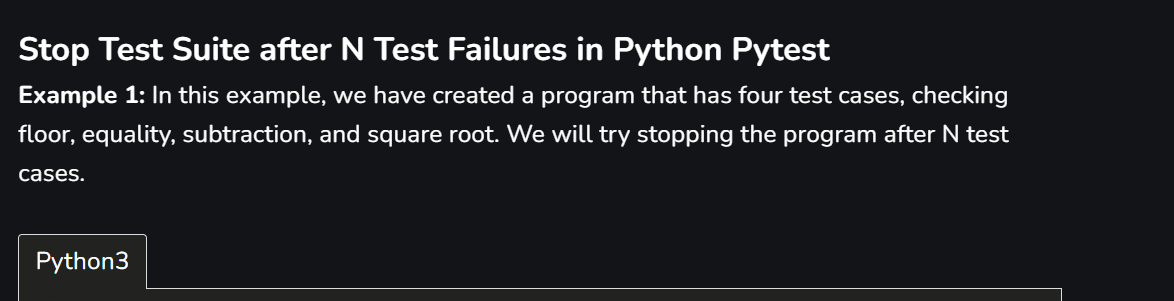 Stop Test Suite after N Test Failures in Python Pytest
Example 1: In this example, we have created a program that has four test cases, checking
floor, equality, subtraction, and square root. We will try stopping the program after N test
cases.
Python3